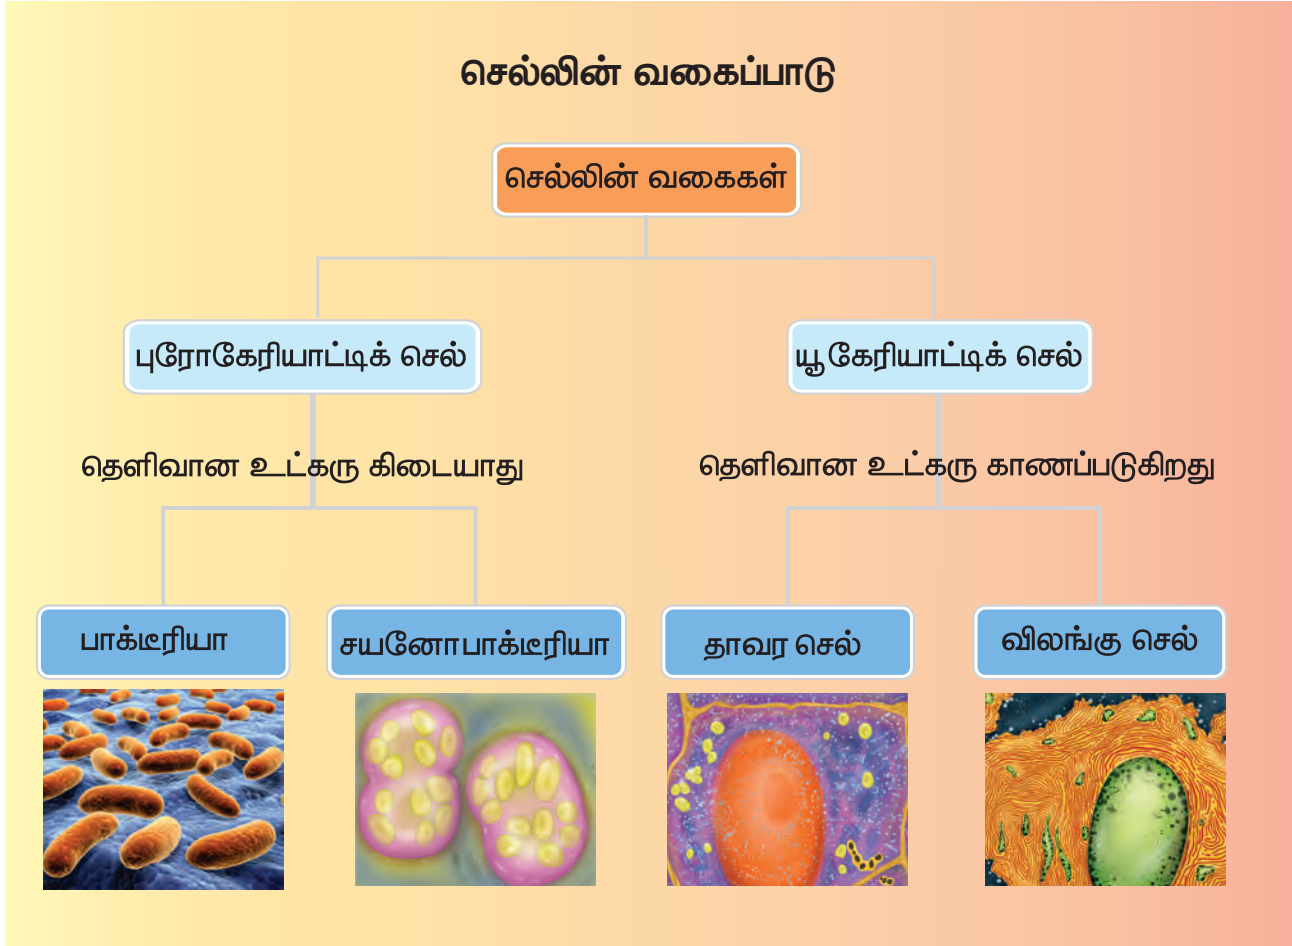 செல்லின் வகைப்பாடு
செல்லின் வகைகள்
புரோகேரியாட்டிக் செல்
யூகேரியாட்டிக் செல்
தெளிவான உட்கரு கிடையாது
தெளிவான உட்கரு காணப்படுகிறது
பாக்டீரியா
சயனோபாக்டீரியா
தாவர செல்
விலங்கு செல்